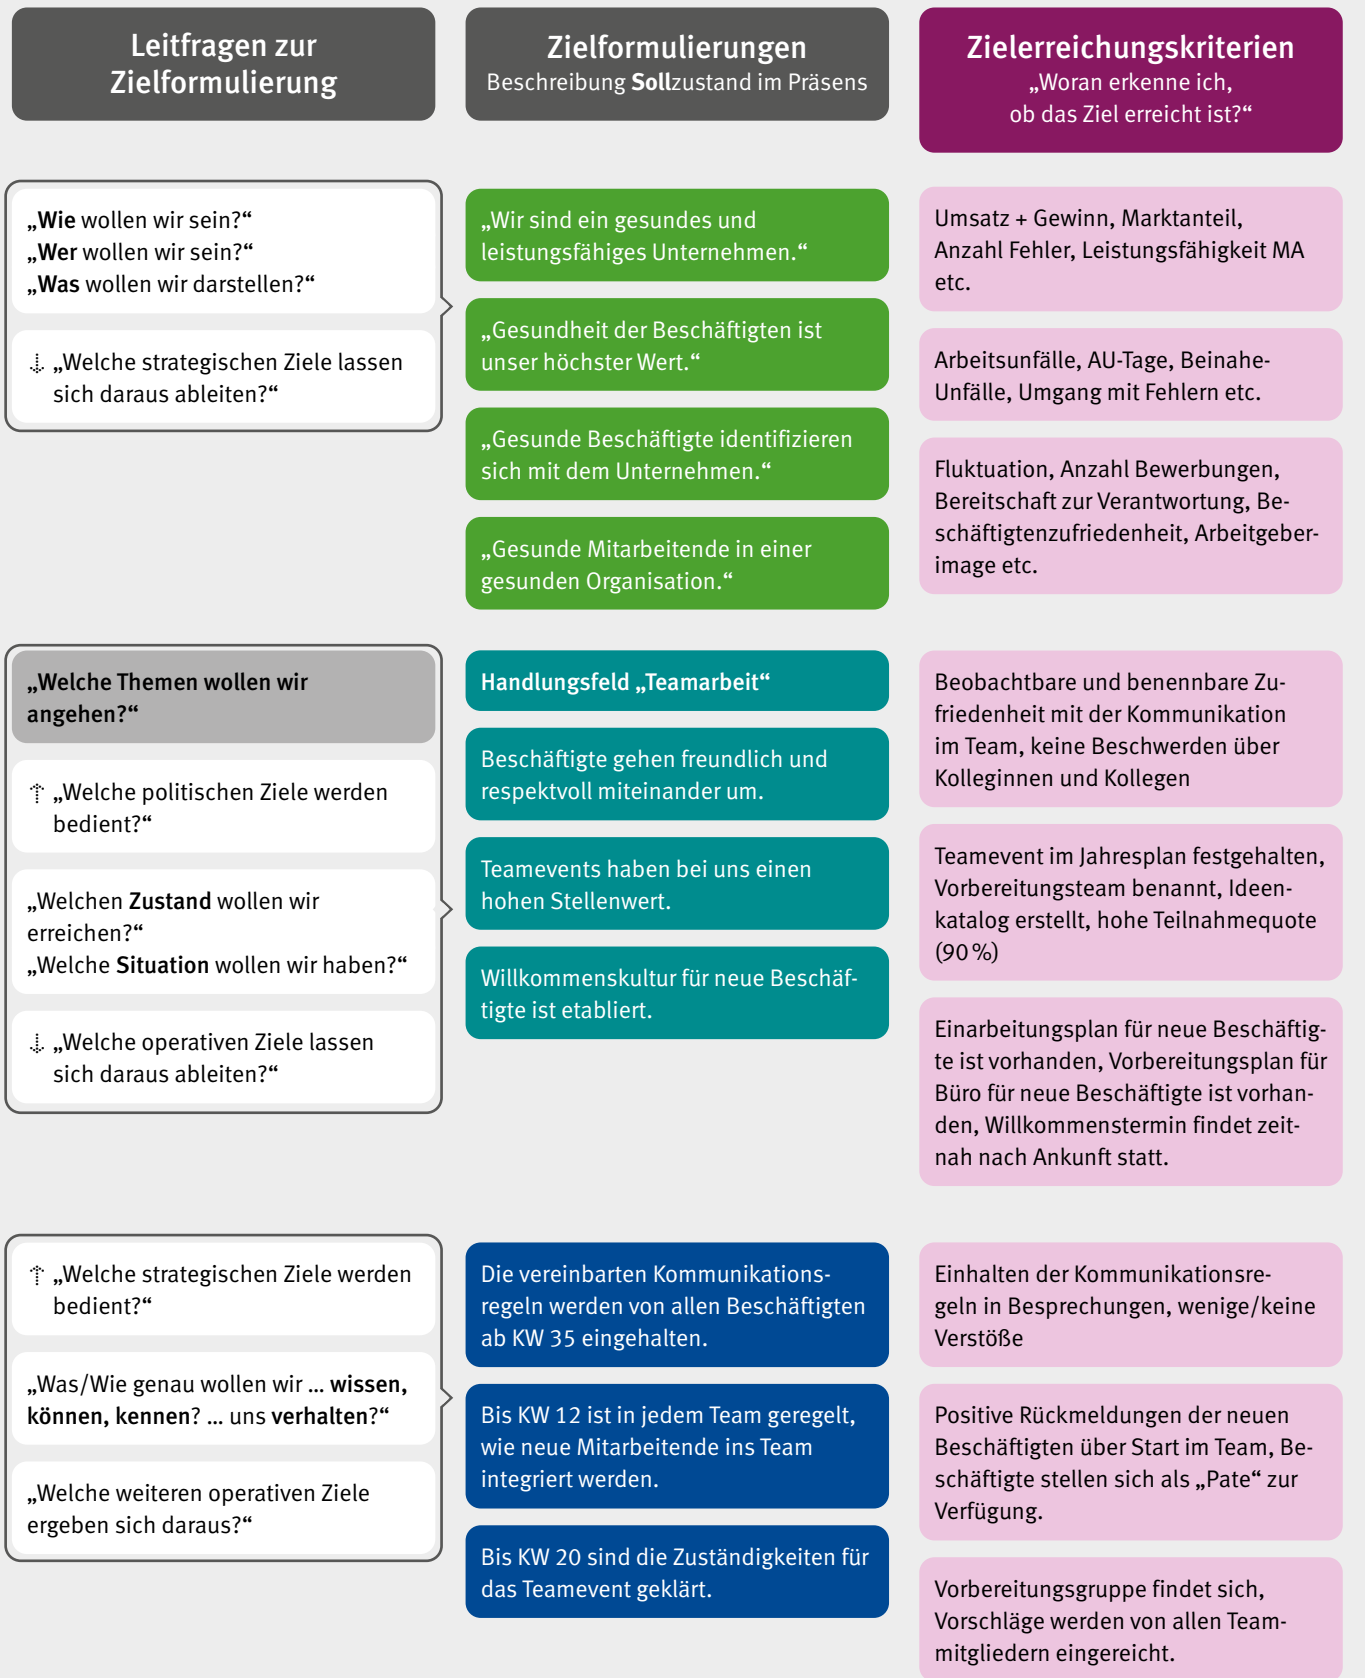 Leitfragen zur
Zielformulierung
Zielformulierungen
Beschreibung Sollzustand im Präsens
Zielerreichungskriterien
„Woran erkenne ich,
ob das Ziel erreicht ist?“
„Wie wollen wir sein?“
„Wer wollen wir sein?“
„Was wollen wir darstellen?“
„Welche strategischen Ziele lassen
sich daraus ableiten?“
„Wir sind ein gesundes und
leistungsfähiges Unternehmen.“
„Gesundheit der Beschäftigten ist
unser höchster Wert.“
„Gesunde Beschäftigte identifizieren
sich mit dem Unternehmen.“
„Gesunde Mitarbeitende in einer
gesunden Organisation.“
Umsatz + Gewinn, Marktanteil,
Anzahl Fehler, Leistungsfähigkeit MA
etc.
Arbeitsunfälle, AU-Tage, Beinahe-
Unfälle, Umgang mit Fehlern etc.
Fluktuation, Anzahl Bewerbungen,
Bereitschaft zur Verantwortung, Be-
schäftigtenzufriedenheit, Arbeitgeber-
image etc.
„Welche Themen wollen wir
angehen?“
„Welche politischen Ziele werden
bedient?“
„Welchen Zustand wollen wir
erreichen?“
„Welche Situation wollen wir haben?“
„Welche operativen Ziele lassen
sich daraus ableiten?“
Handlungsfeld „Teamarbeit“
Beschäftigte gehen freundlich und
respektvoll miteinander um.
Teamevents haben bei uns einen
hohen Stellenwert.
Willkommenskultur für neue Beschäf-
tigte ist etabliert.
Beobachtbare und benennbare Zu-
friedenheit mit der Kommunikation
im Team, keine Beschwerden über
Kolleginnen und Kollegen
Teamevent im Jahresplan festgehalten,
Vorbereitungsteam benannt, Ideen-
katalog erstellt, hohe Teilnahmequote
(90 %)
Einarbeitungsplan für neue Beschäftig-
te ist vorhanden, Vorbereitungsplan für
Büro für neue Beschäftigte ist vorhan-
den, Willkommenstermin findet zeit-
nah nach Ankunft statt.
„Welche strategischen Ziele werden
bedient?“
„Was/Wie genau wollen wir ... wissen,
können, kennen? ... uns verhalten?“
„Welche weiteren operativen Ziele
ergeben sich daraus?“
Die vereinbarten Kommunikations-
regeln werden von allen Beschäftigten
ab KW 35 eingehalten.
Bis KW 12 ist in jedem Team geregelt,
wie neue Mitarbeitende ins Team
integriert werden.
Bis KW 20 sind die Zuständigkeiten für
das Teamevent geklärt.
Einhalten der Kommunikationsre-
geln in Besprechungen, wenige/keine
Verstöße
Positive Rückmeldungen der neuen
Beschäftigten über Start im Team, Be-
schäftigte stellen sich als „Pate“ zur
Verfügung.
Vorbereitungsgruppe findet sich,
Vorschläge werden von allen Team-
mitgliedern eingereicht.